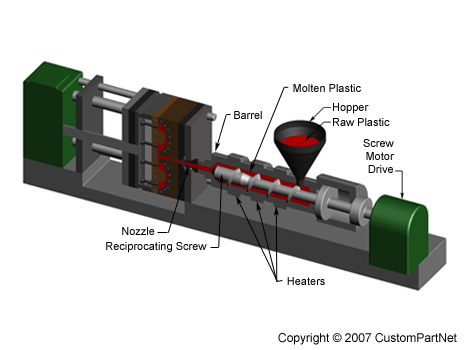 Molten Plastic
Hopper
Raw Plastic
Barrel
Screw
Motor
Drive
Nozzle
Reciprocating Screw
Heaters
Copyright © 2007 CustomPartNet